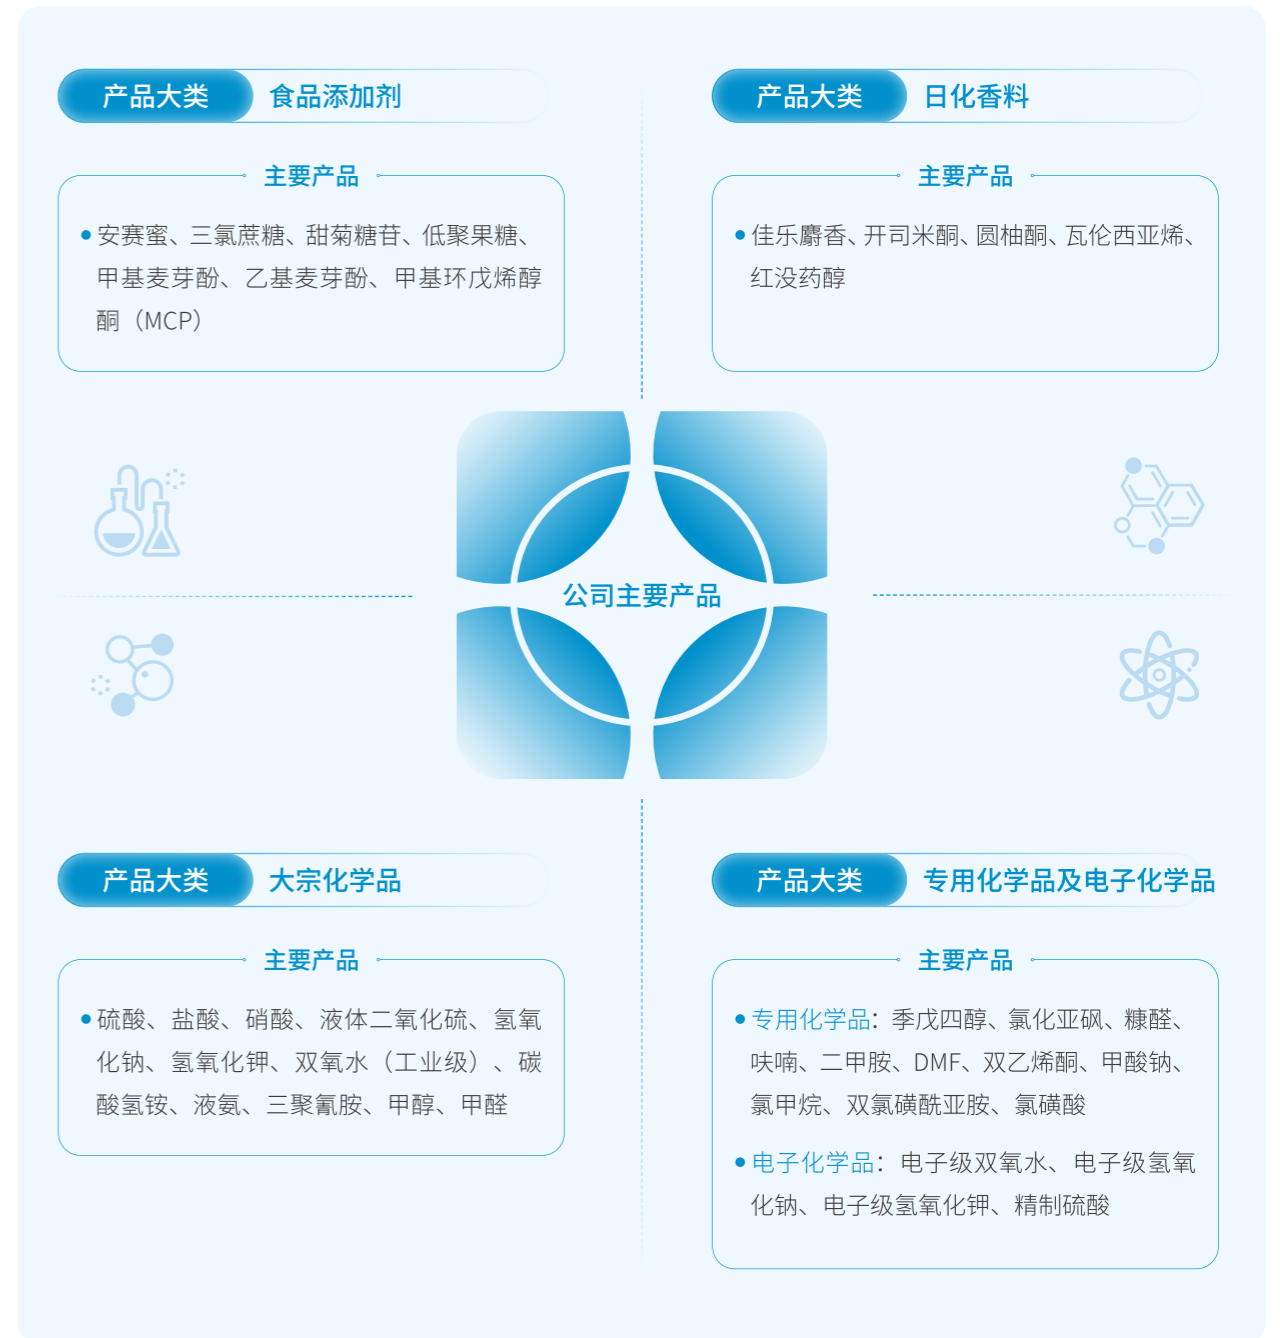 产品大类 食品添加剂
主要产品
安赛蜜、三氯蔗糖、甜菊糖苷、低聚果糖、
甲基麦芽酚、乙基麦芽酚、甲基环戊烯醇
酮（MCP）
产品大类 日化香料
主要产品
佳乐麝香、开司米酮、圆柚酮、瓦伦西亚烯、
红没药醇
公司主要产品
产品大类 大宗化学品
主要产品
硫酸、盐酸、硝酸、液体二氧化硫、氢氧
化钠、氢氧化钾、双氧水（工业级）、碳
酸氢铵、液氨、三聚氰胺、甲醇、甲醛
产品大类 专用化学品及电子化学品
主要产品
专用化学品：季戊四醇、氯化亚砜、糠醛、
呋喃、二甲胺、DMF、双乙烯酮、甲酸钠、
氯甲烷、双氯磺酰亚胺、氯磺酸
电子化学品：电子级双氧水、电子级氢氧
化钠、电子级氢氧化钾、精制硫酸